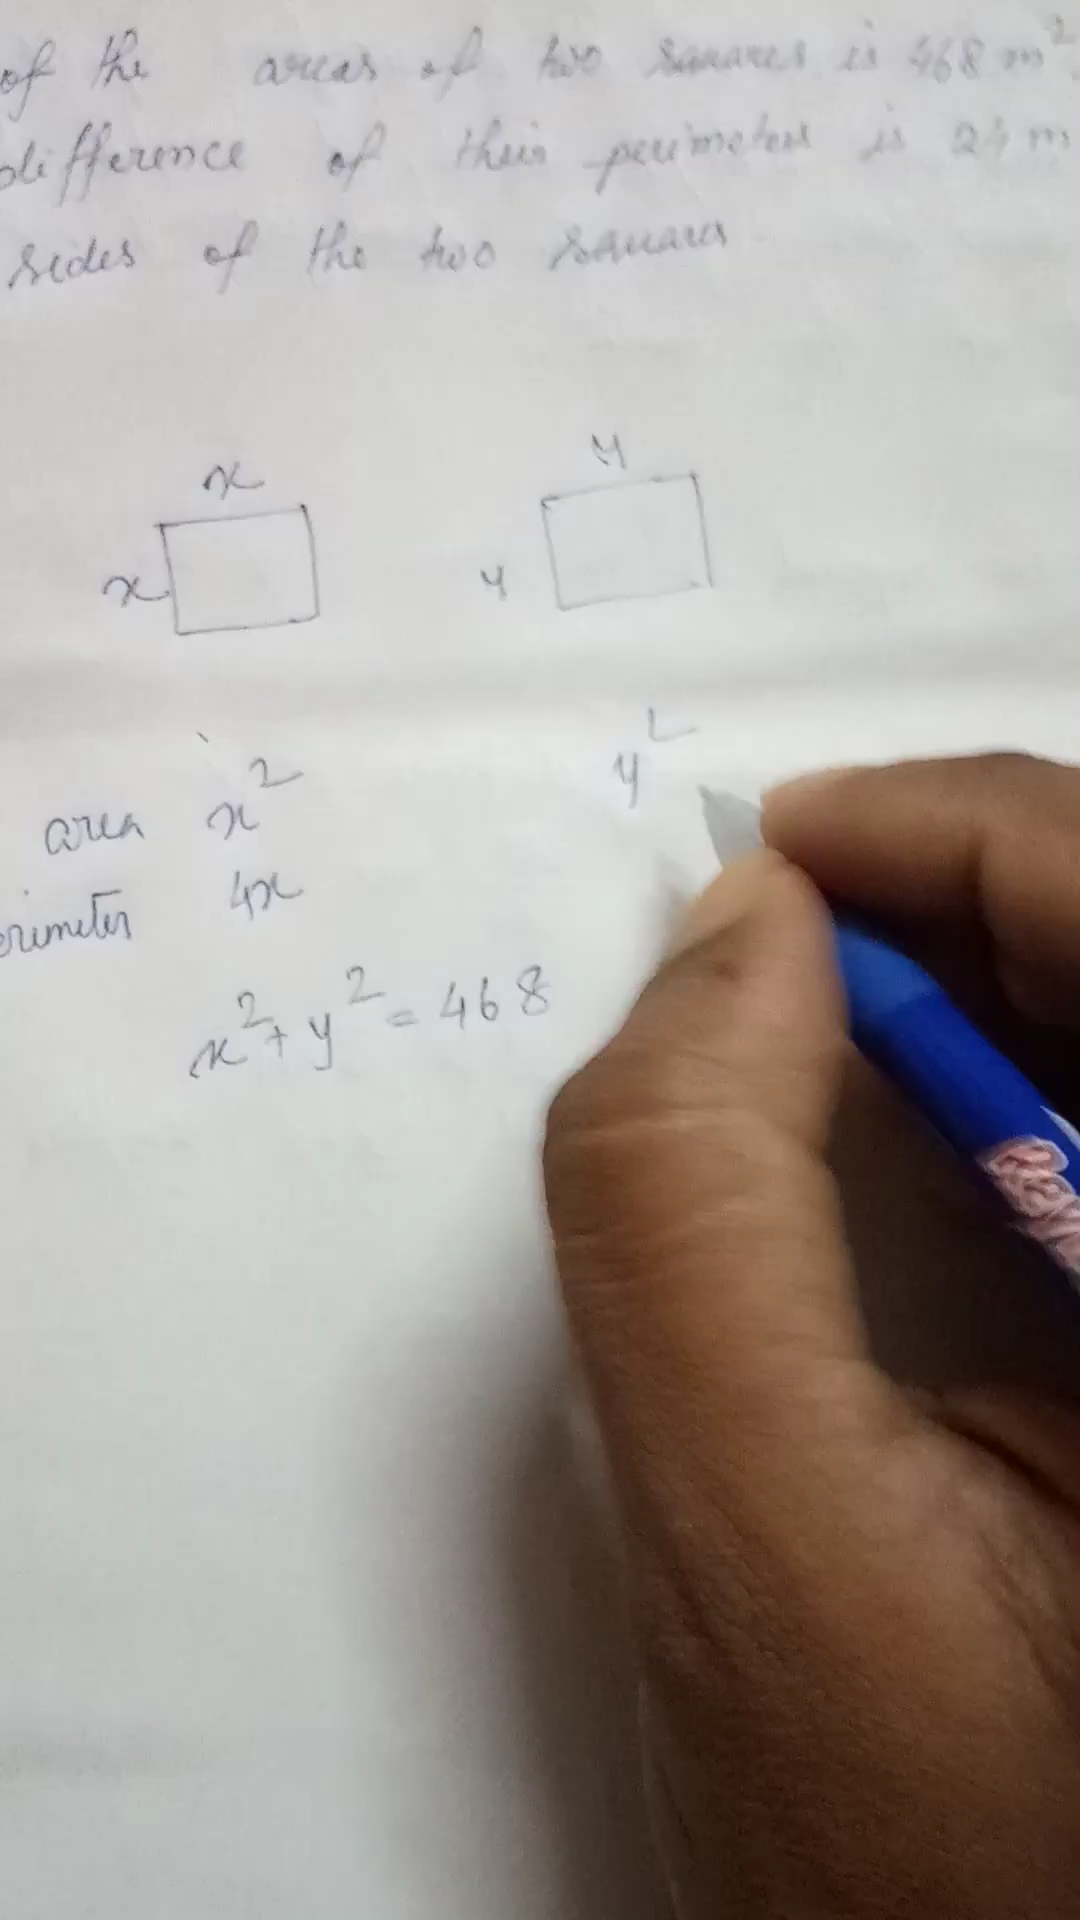 of the areas of two squares is 468 m²
difference of their perimeters is 24 m
sides of the two squares
x y
x y
y²
area x²
erimeter 4x
x² + y² = 468